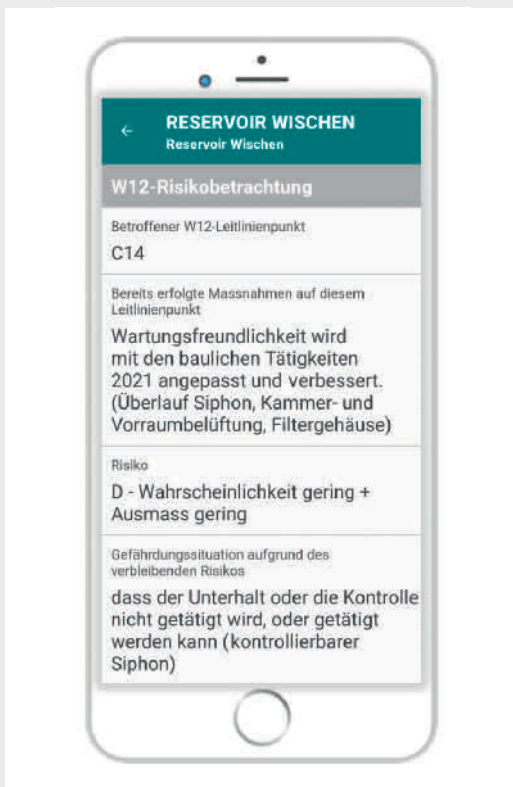 RESERVOIR WISCHEN
Reservoir Wischen
W12-Risikobetrachtung
Betroffener W12-Leitlinienpunkt
C14
Bereits erfolgte Massnahmen auf diesem
Leitlinienpunkt
Wartungsfreundlichkeit wird
mit den baulichen Tätigkeiten
2021 angepasst und verbessert.
(Überlauf Siphon, Kammer- und
Vorraumbelüftung, Filtergehäuse)
Risiko
D - Wahrscheinlichkeit gering +
Ausmass gering
Gefährdungssituation aufgrund des
verbleibenden Risikos
dass der Unterhalt oder die Kontrolle
nicht getätigt wird, oder getätigt
werden kann (kontrollierbarer
Siphon)